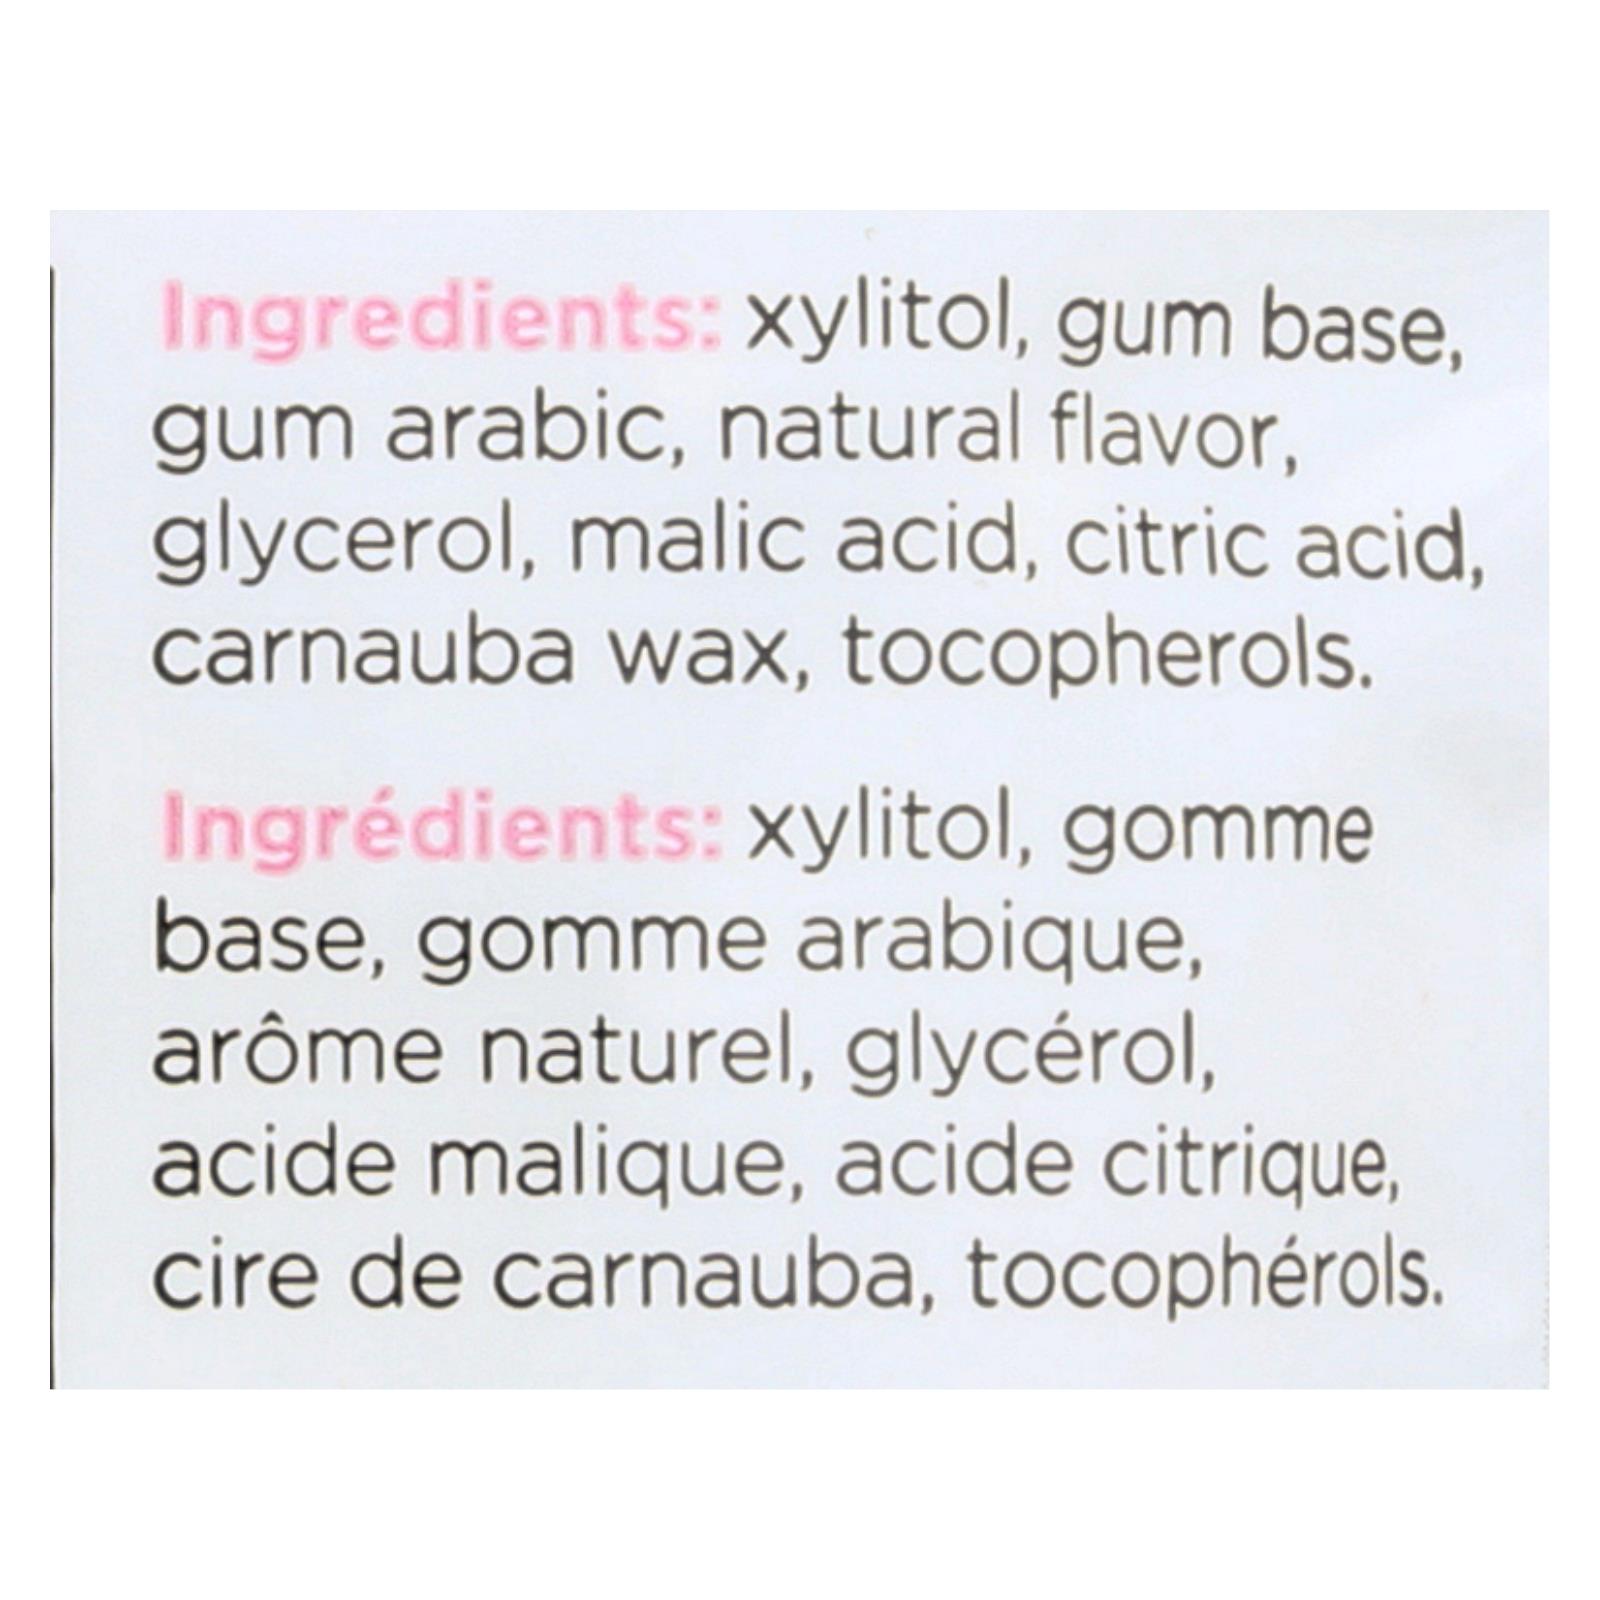 Ingredients: xylitol, gum base,
gum arabic, natural flavor,
glycerol, malic acid, citric acid,
carnauba wax, tocopherols.
Ingrédients: xylitol, gomme
base, gomme arabique,
arôme naturel, glycérol,
acide malique, acide citrique,
cire de carnauba, tocophérols.